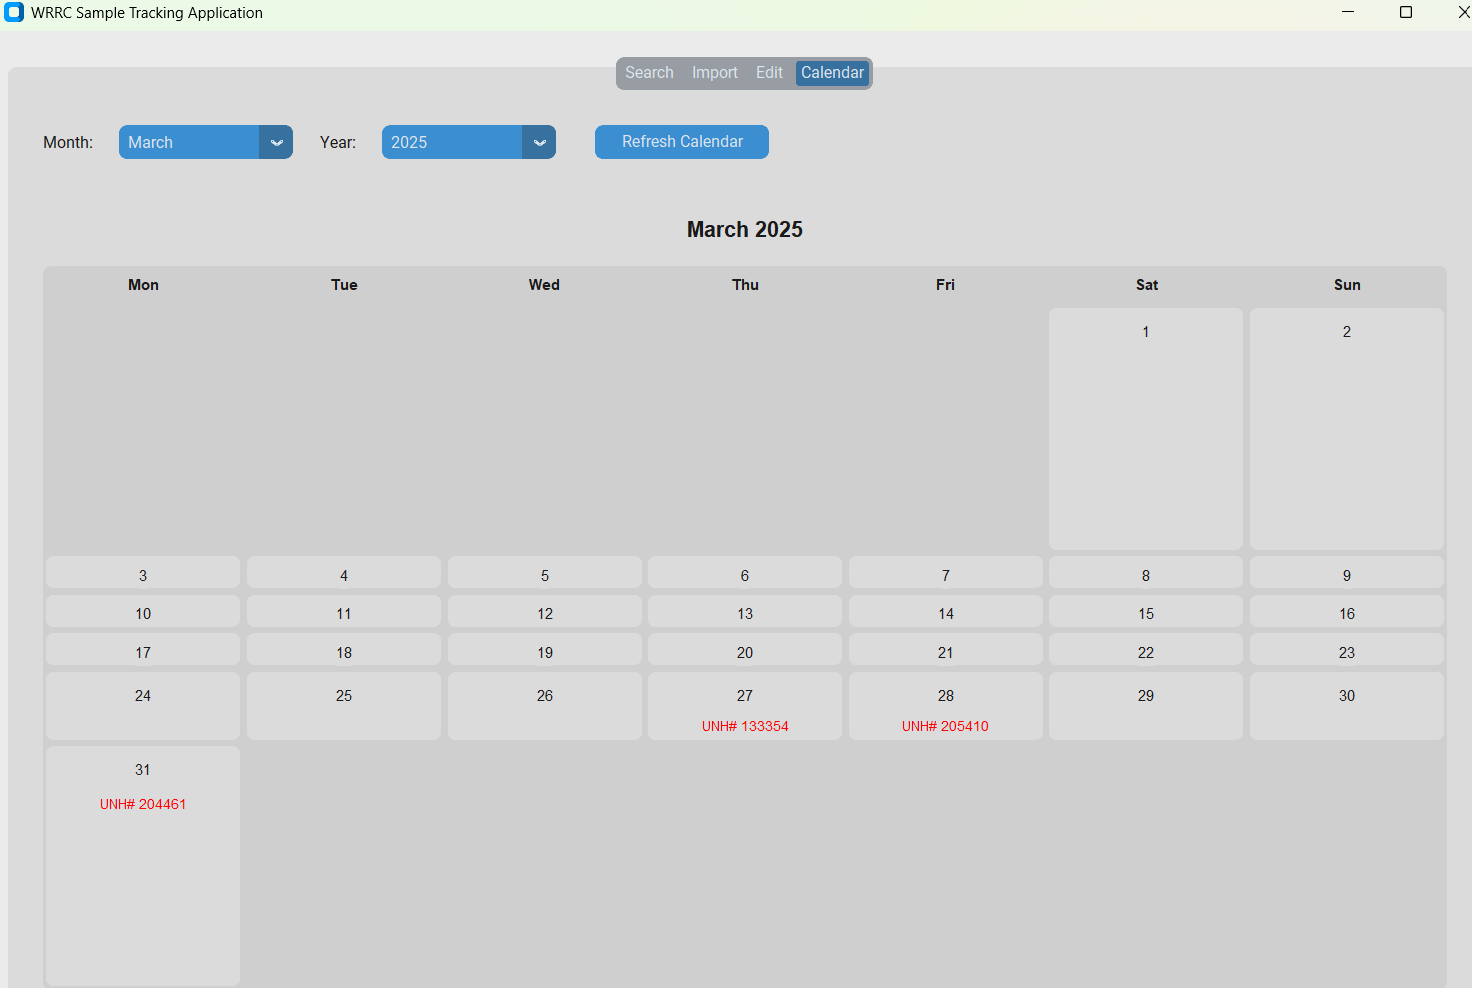 WRRC Sample Tracking Application
Search Import Edit Calendar
Month: March Year: 2025 Refresh Calendar
March 2025
Mon Tue Wed Thu Fri Sat Sun
1 2
3 4 5 6 7 8 9
10 11 12 13 14 15 16
17 18 19 20 21 22 23
24 25 26 27 28 29 30
UNH# 133354 UNH# 205410
31
UNH# 204461